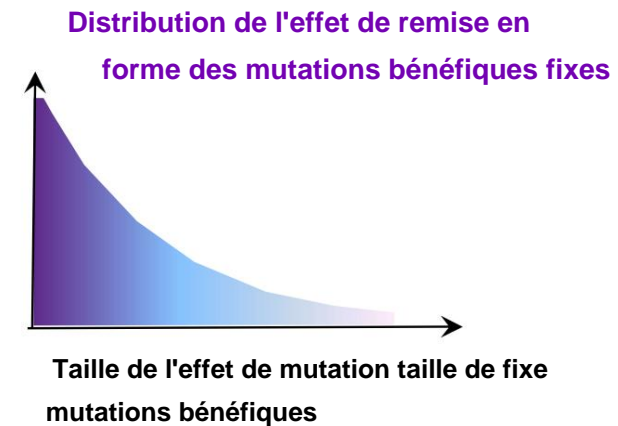 Distribution de l'effet de remise en
forme des mutations bénéfiques fixes
Taille de l'effet de mutation taille de fixe
mutations bénéfiques